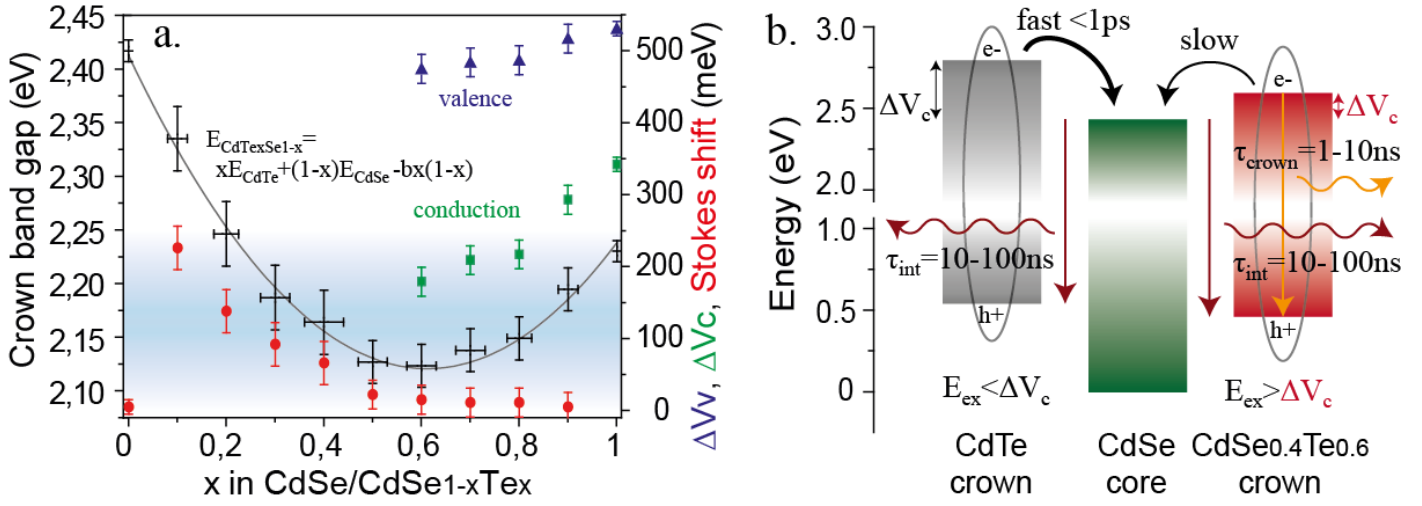 a.
Crown band gap (eV)
2,45
2,40
2,35
2,30
2,25
2,20
2,15
2,10
valence
E_CdTexSe1-x=
xE_CdTe+(1-x)E_CdSe-bx(1-x)
conduction
500
400
300
200
100
0
ΔVv, ΔVc, Stokes shift (meV)
0
0,2
0,4
0,6
0,8
1
x in CdSe/CdSe1-xTex
b.
Energy (eV)
3.0
2.5
2.0
1.0
0.5
0
e-
fast <1ps
slow
e-
ΔVc
ΔVc
τcrown=1-10ns
τint=10-100ns
τint=10-100ns
h+
h+
Eex<ΔVc
Eex>ΔVc
CdTe
crown
CdSe
core
CdSe0.4Te0.6
crown